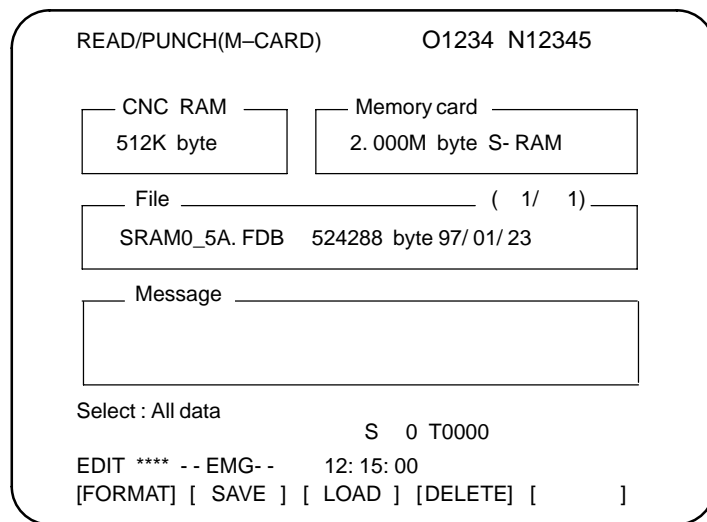 READ/PUNCH(M–CARD) O1234 N12345
CNC RAM Memory card
512K byte 2.000M byte S-RAM
File ( 1/ 1)
SRAM0_5A.FDB 524288 byte 97/01/23
Message
Select : All data
S 0 T0000
EDIT **** --EMG-- 12:15:00
[FORMAT] [ SAVE ] [ LOAD ] [DELETE] [ ]